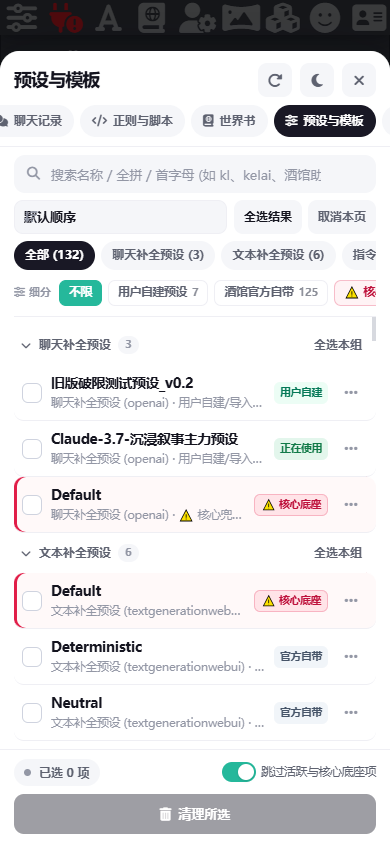 预设与模板
聊天记录
</> 正则与脚本
世界书
预设与模板
搜索名称 / 全拼 / 首字母 (如 kl、kelai、酒馆助
默认顺序
全选结果
取消本页
全部 (132)
聊天补全预设 (3)
文本补全预设 (6)
指令
细分
不限
用户自建预设 7
酒馆官方自带 125
⚠️ 核
聊天补全预设 3
全选本组
旧版破限测试预设_v0.2
聊天补全预设 (openai) · 用户自建/导入...
用户自建
Claude-3.7-沉浸叙事主力预设
聊天补全预设 (openai) · 用户自建/导入...
正在使用
Default
聊天补全预设 (openai) · ⚠️ 核心兜...
⚠️ 核心底座
文本补全预设 6
全选本组
Default
文本补全预设 (textgenerationweb...
⚠️ 核心底座
Deterministic
文本补全预设 (textgenerationwebui) · ...
官方自带
Neutral
文本补全预设 (textgenerationwebui) · ...
官方自带
已选 0 项
跳过活跃与核心底座项
清理所选